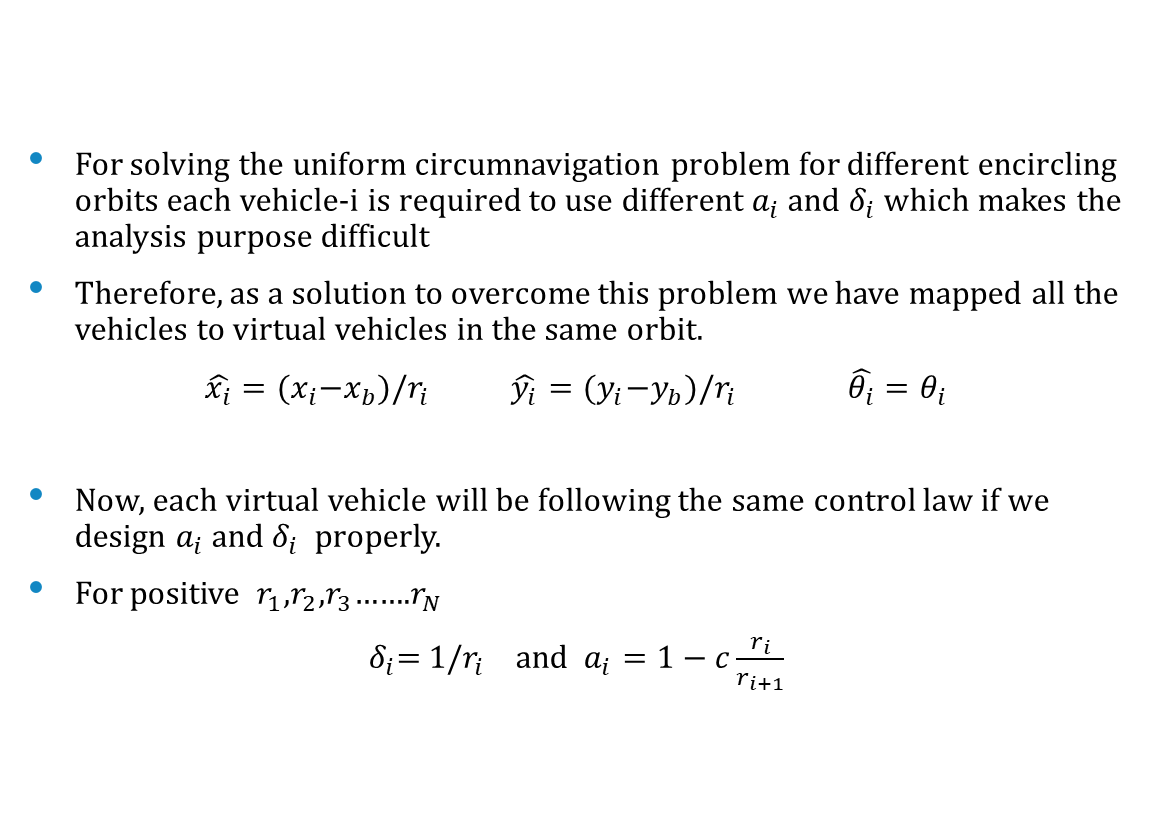 • For solving the uniform circumnavigation problem for different encircling
orbits each vehicle-i is required to use different aᵢ and δᵢ which makes the
analysis purpose difficult
• Therefore, as a solution to overcome this problem we have mapped all the
vehicles to virtual vehicles in the same orbit.
x̂ᵢ = (xᵢ−x_b)/rᵢ ŷᵢ = (yᵢ−y_b)/rᵢ θ̂ᵢ = θᵢ
• Now, each virtual vehicle will be following the same control law if we
design aᵢ and δᵢ properly.
• For positive r₁,r₂,r₃…….r_N
δᵢ= 1/rᵢ and aᵢ = 1 − c rᵢ/rᵢ₊₁